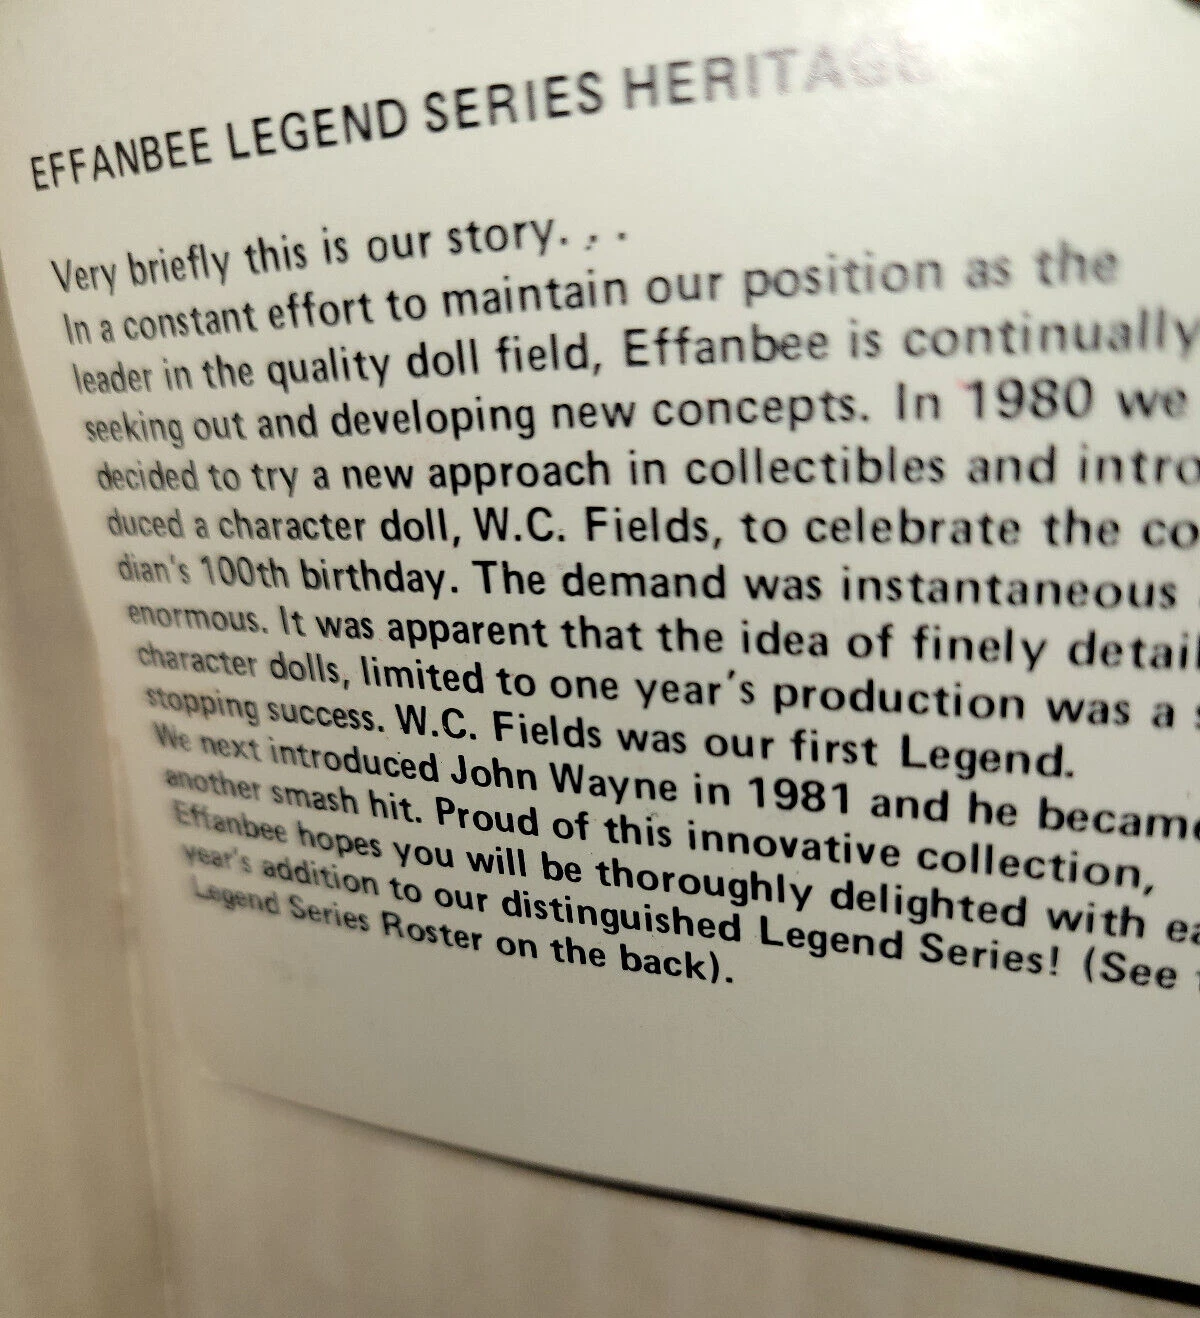 EFFANBEE LEGEND SERIES HERITAGE
Very briefly this is our story. . .
In a constant effort to maintain our position as the
leader in the quality doll field, Effanbee is continually
seeking out and developing new concepts. In 1980 we
decided to try a new approach in collectibles and intro
duced a character doll, W.C. Fields, to celebrate the co
dian's 100th birthday. The demand was instantaneous
enormous. It was apparent that the idea of finely detail
character dolls, limited to one year's production was a s
stopping success. W.C. Fields was our first Legend.
We next introduced John Wayne in 1981 and he became
another smash hit. Proud of this innovative collection,
Effanbee hopes you will be thoroughly delighted with ea
year's addition to our distinguished Legend Series! (See
Legend Series Roster on the back).